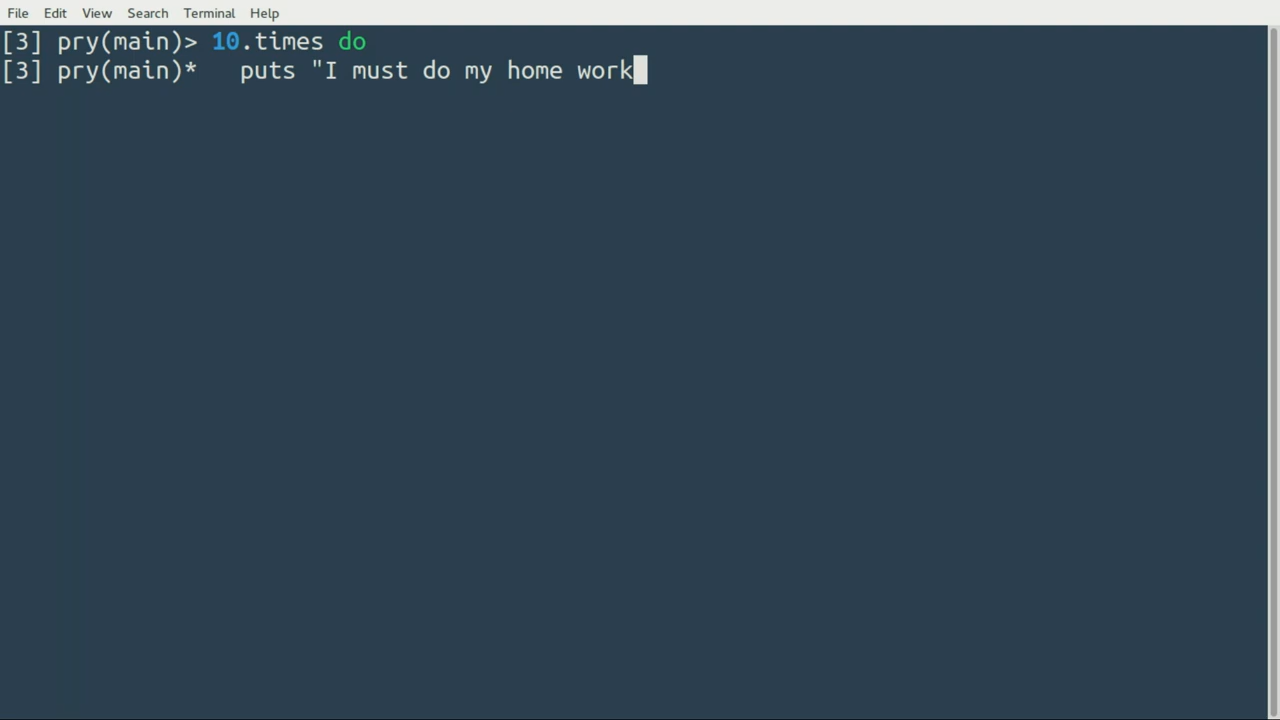 File Edit View Search Terminal Help
[3] pry(main)> 10.times do
[3] pry(main)*   puts "I must do my home work